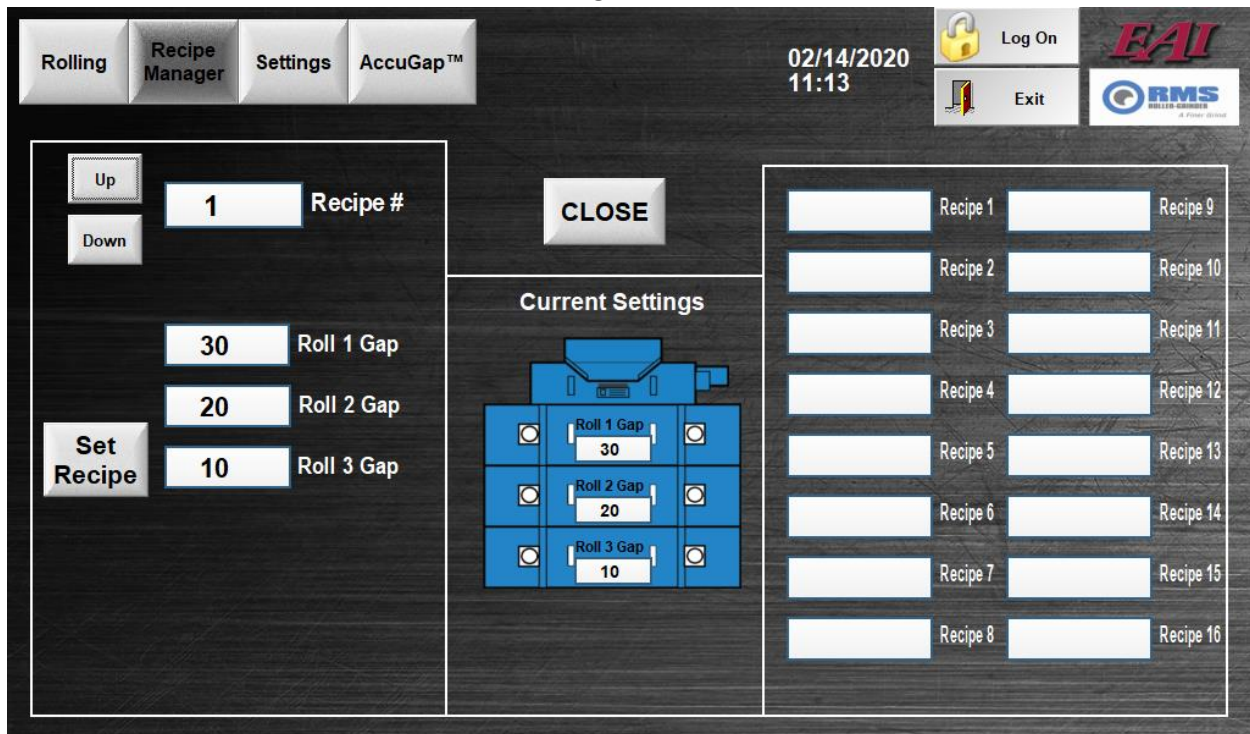 Rolling
Recipe
Manager
Settings
AccuGap™
02/14/2020
11:13
Log On
Exit
EAI
RMS
ROLLER-GRINDER
A Finer Grind
Up
Down
1 Recipe #
30 Roll 1 Gap
20 Roll 2 Gap
10 Roll 3 Gap
Set
Recipe
CLOSE
Current Settings
Roll 1 Gap
30
Roll 2 Gap
20
Roll 3 Gap
10
Recipe 1 Recipe 9
Recipe 2 Recipe 10
Recipe 3 Recipe 11
Recipe 4 Recipe 12
Recipe 5 Recipe 13
Recipe 6 Recipe 14
Recipe 7 Recipe 15
Recipe 8 Recipe 16